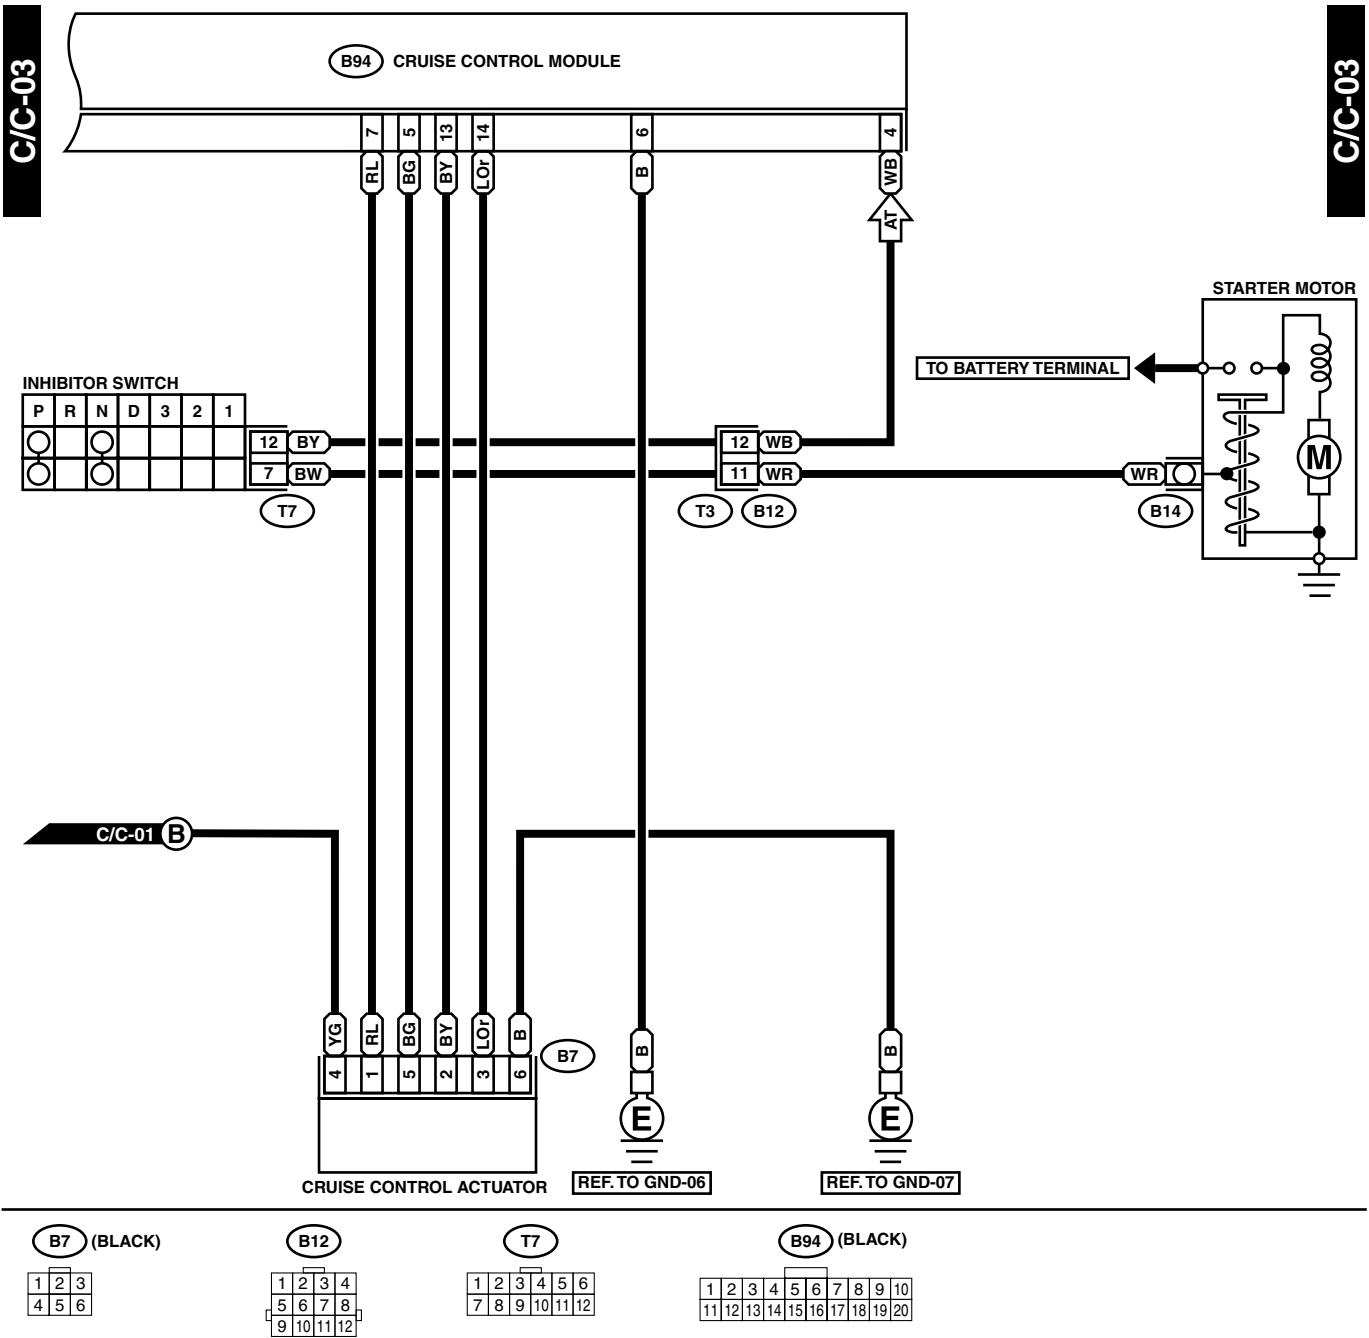 C/C-03
C/C-03
B94 CRUISE CONTROL MODULE
7 5 13 14 6 4
RL BG BY LOr B WB
AT
STARTER MOTOR
TO BATTERY TERMINAL
INHIBITOR SWITCH
P R N D 3 2 1
12 BY 12 WB
7 BW 11 WR WR
M
T7 T3 B12 B14
C/C-01 B
YG RL BG BY LOr B
B7
B B
4 1 5 2 3 6
E E
CRUISE CONTROL ACTUATOR
REF. TO GND-06
REF. TO GND-07
B7 (BLACK)
1 2 3
4 5 6
B12
1 2 3 4
5 6 7 8
9 10 11 12
T7
1 2 3 4 5 6
7 8 9 10 11 12
B94 (BLACK)
1 2 3 4 5 6 7 8 9 10
11 12 13 14 15 16 17 18 19 20